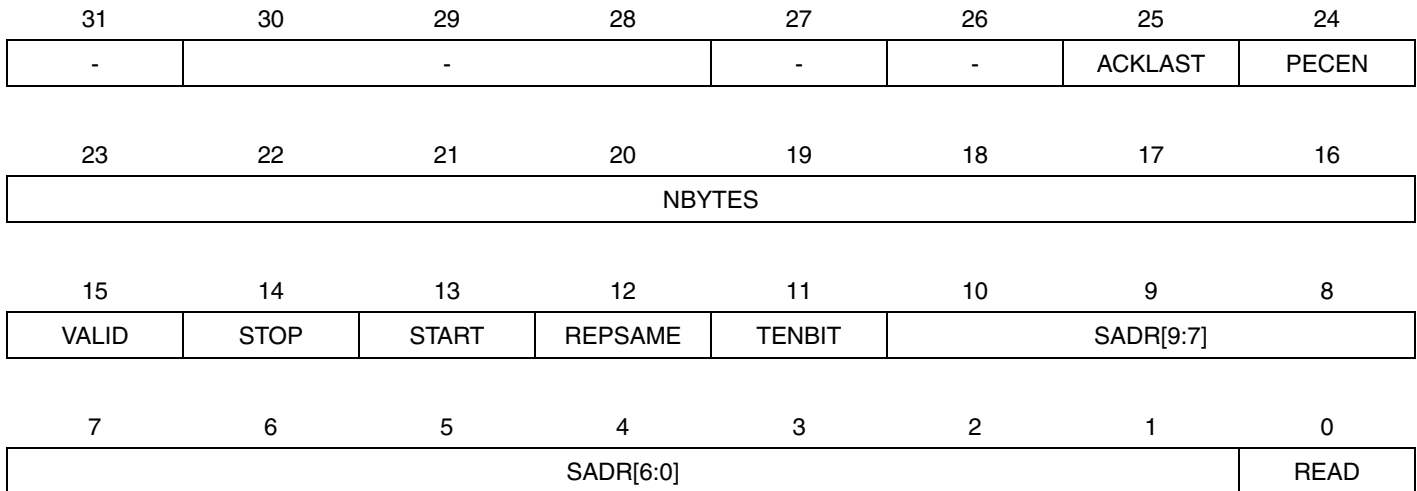 31 30 29 28 27 26 25 24
- - - - ACKLAST PECEN
23 22 21 20 19 18 17 16
NBYTES
15 14 13 12 11 10 9 8
VALID STOP START REPSAME TENBIT SADR[9:7]
7 6 5 4 3 2 1 0
SADR[6:0] READ